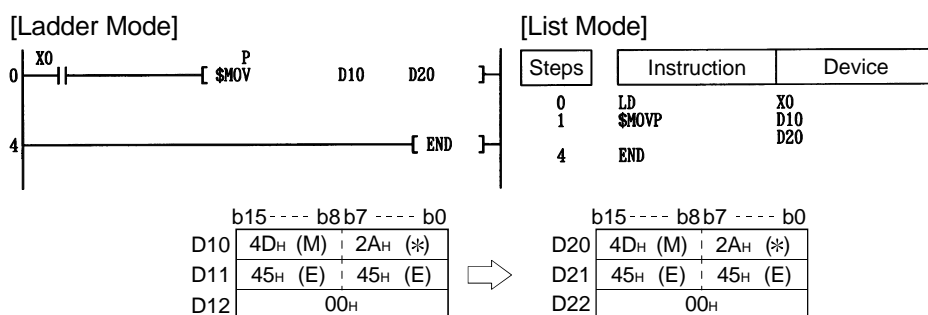 [Ladder Mode]
[List Mode]
X0 P
0 $MOV D10 D20
4 END
Steps Instruction Device
0 LD X0
1 $MOVP D10
D20
4 END
b15---- b8 b7 ---- b0
D10 4DH (M) 2AH (*)
D11 45H (E) 45H (E)
D12 00H
b15---- b8 b7 ---- b0
D20 4DH (M) 2AH (*)
D21 45H (E) 45H (E)
D22 00H